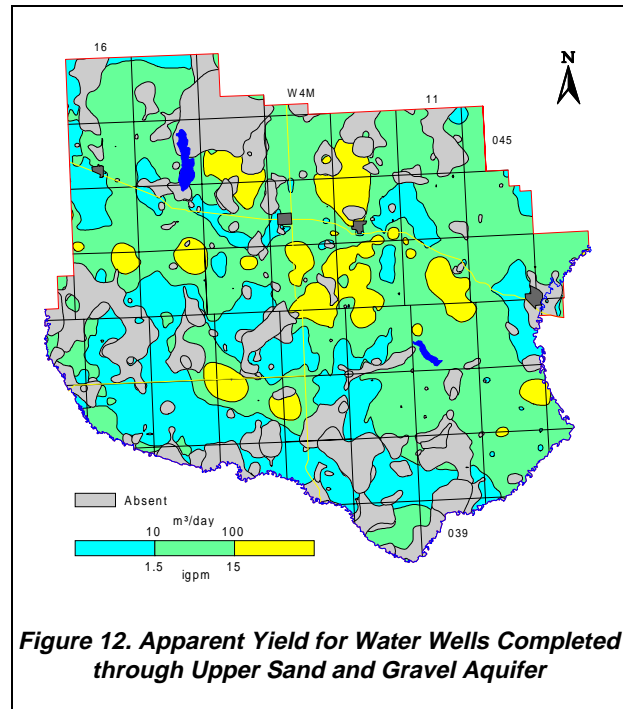 16
N
W4M
11
045
Absent
m³/day
10 100
1.5 15
igpm
039
Figure 12. Apparent Yield for Water Wells Completed
through Upper Sand and Gravel Aquifer